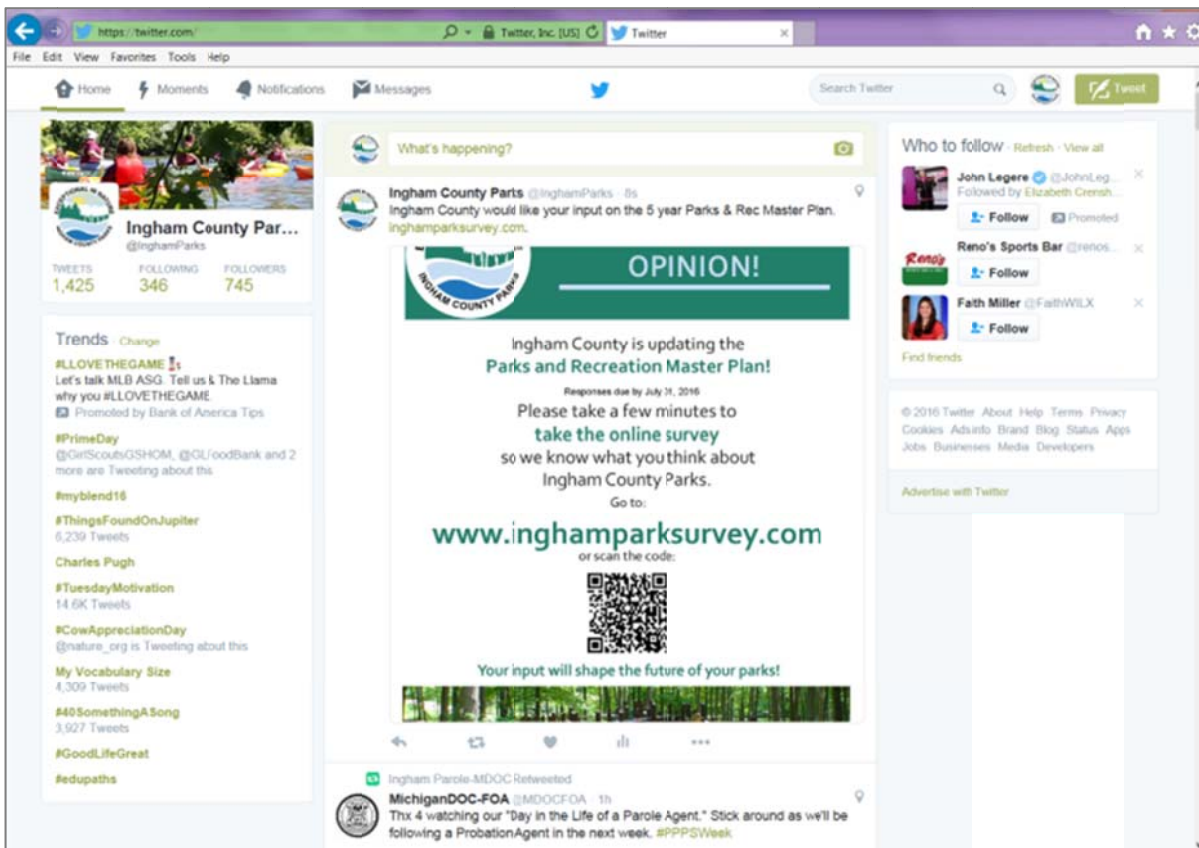 https://twitter.com/
Twitter, Inc. [US]
Twitter
File Edit View Favorites Tools Help
Home
Moments
Notifications
Messages
Search Twitter
Tweet
Ingham County Par...
@InghamParks
TWEETS FOLLOWING FOLLOWERS
1,425 346 745
Trends · Change
#LLOVETHEGAME
Let's talk MLB ASG. Tell us & The Llama
why you #LLOVETHEGAME
Promoted by Bank of America Tips
#PrimeDay
@GirlScoutsGSHOM, @GLFoodBank and 2
more are Tweeting about this
#myblend16
#ThingsFoundOnJupiter
6,239 Tweets
Charles Pugh
#TuesdayMotivation
14.6K Tweets
#CowAppreciationDay
@nature_org is Tweeting about this
My Vocabulary Size
4,309 Tweets
#40SomethingASong
3,927 Tweets
#GoodLifeGreat
#edupaths
What's happening?
Ingham County Parks @InghamParks · 8s
Ingham County would like your input on the 5 year Parks & Rec Master Plan.
inghamparksurvey.com.
INGHAM COUNTY PARKS
OPINION!
Ingham County is updating the
Parks and Recreation Master Plan!
Responses due by July 31, 2016
Please take a few minutes to
take the online survey
so we know what you think about
Ingham County Parks.
Go to:
www.inghamparksurvey.com
or scan the code:
Your input will shape the future of your parks!
Ingham Parole-MDOC Retweeted
MichiganDOC-FOA @MDOCFOA · 1h
Thx 4 watching our "Day in the Life of a Parole Agent." Stick around as we'll be
following a ProbationAgent in the next week. #PPPSWeek
Who to follow · Refresh · View all
John Legere @JohnLeg...
Followed by Elizabeth Crensh...
Follow Promoted
Reno's Sports Bar @renos...
Reno's
Follow
Faith Miller @FaithWILX
Follow
Find friends
© 2016 Twitter About Help Terms Privacy
Cookies Ads info Brand Blog Status Apps
Jobs Businesses Media Developers
Advertise with Twitter